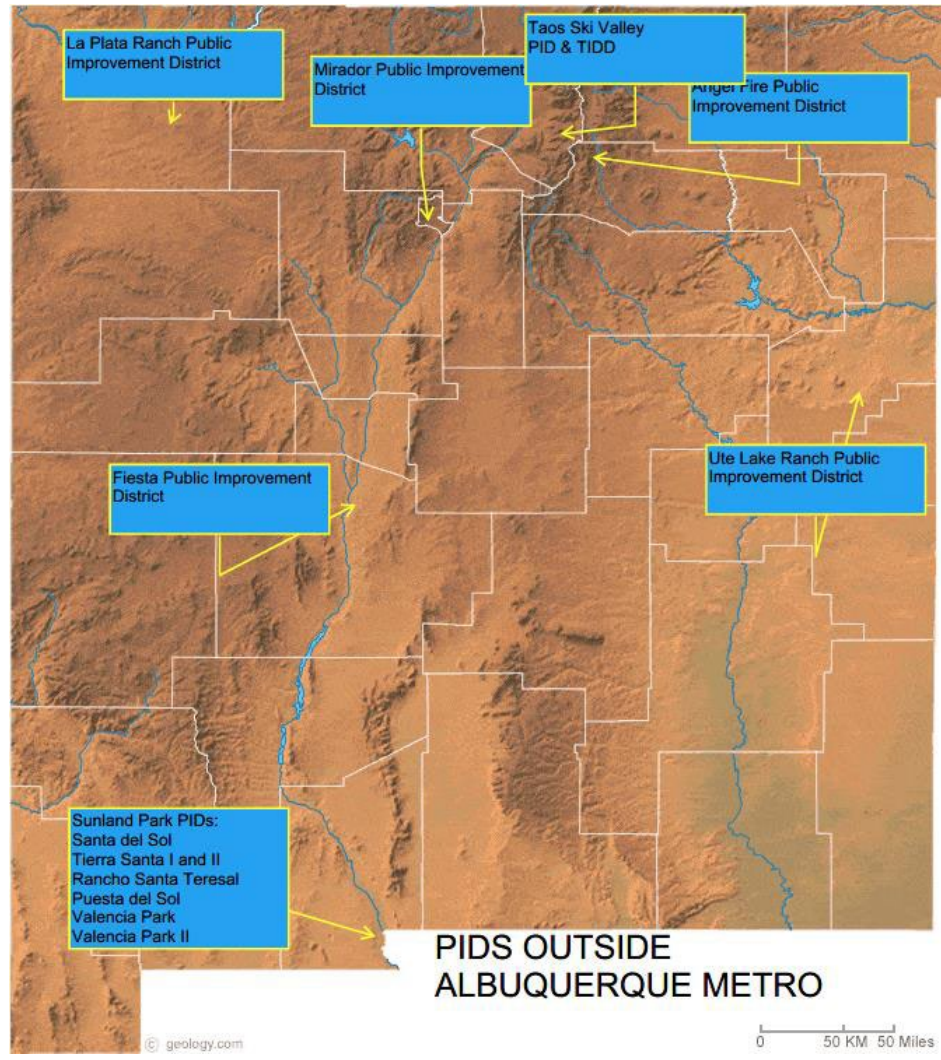 La Plata Ranch Public
Improvement District
Mirador Public Improvement
District
Taos Ski Valley
PID & TIDD
Angel Fire Public
Improvement District
Fiesta Public Improvement
District
Ute Lake Ranch Public
Improvement District
Sunland Park PIDs:
Santa del Sol
Tierra Santa I and II
Rancho Santa Teresal
Puesta del Sol
Valencia Park
Valencia Park II
PIDS OUTSIDE
ALBUQUERQUE METRO
© geology.com
0 50 KM 50 Miles